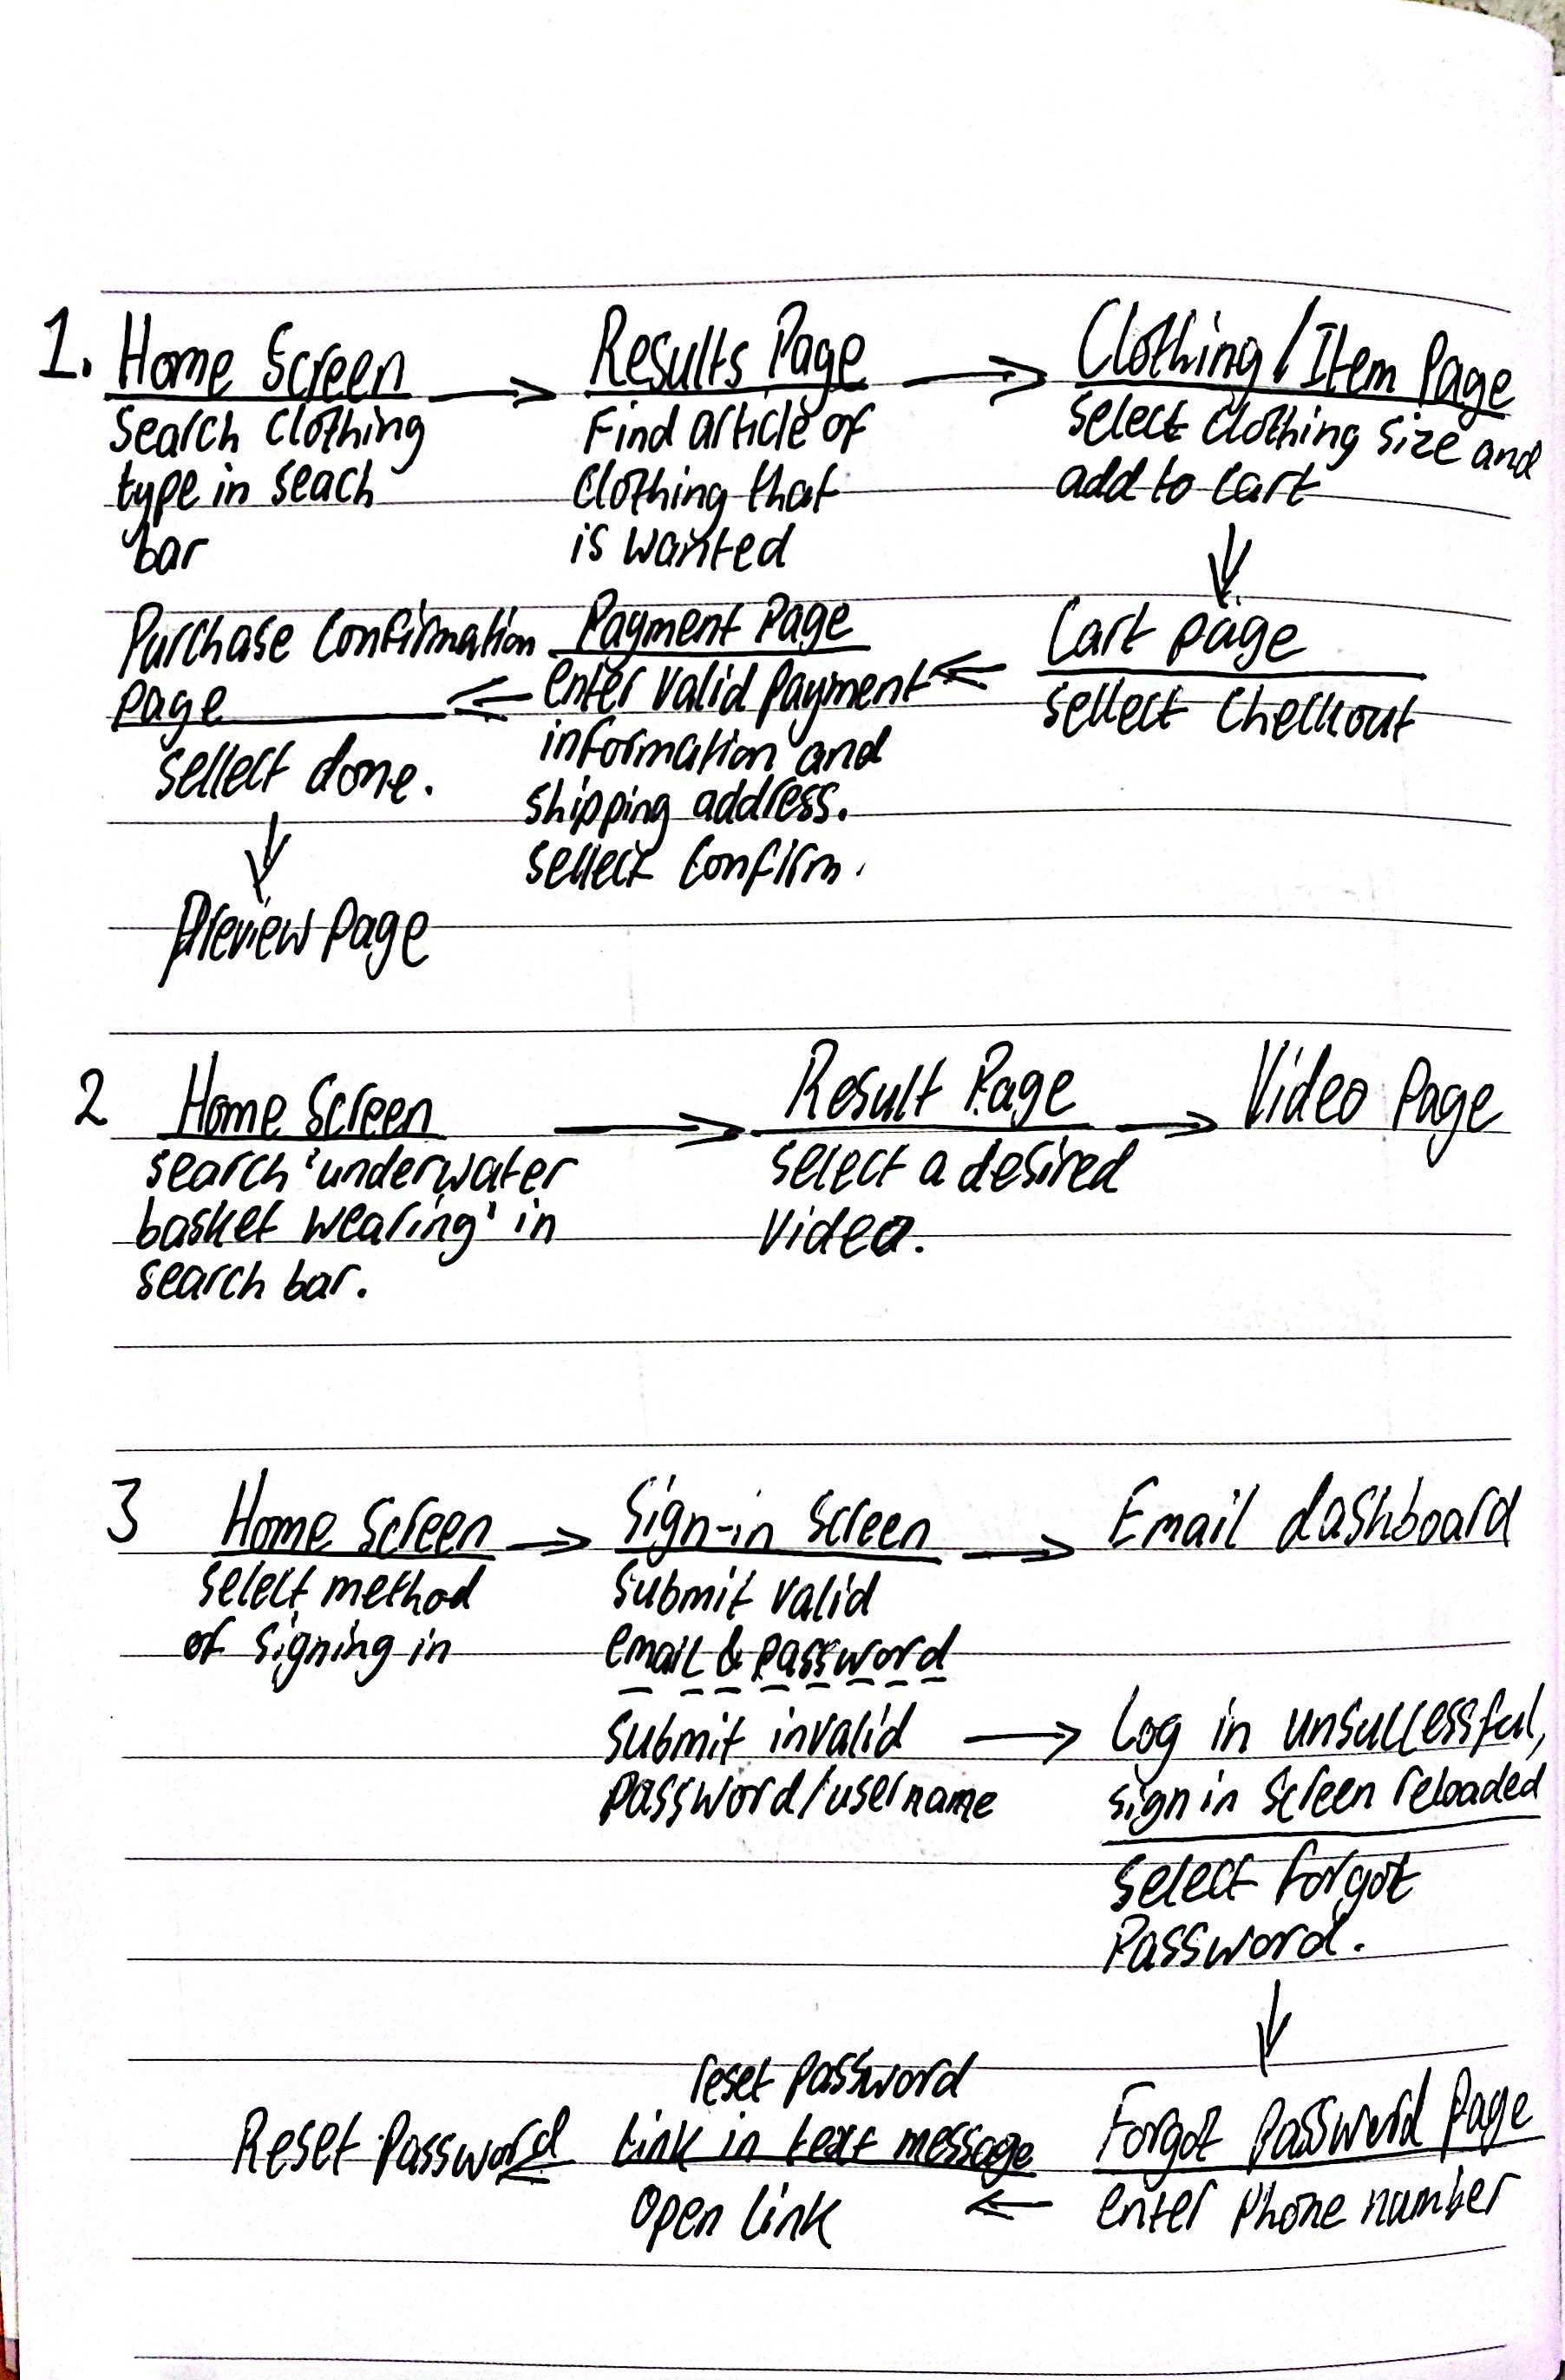 1. Home Screen → Results Page → Clothing / Item Page
Search clothing
type in seach
bar
Find article of
clothing that
is wanted
select clothing size and
add to cart
↓
Cart page
sellect checkout
←
Payment Page
enter valid payment
information and
shipping address.
sellect confirm.
←
Purchase confirmation
page
sellect done.
↓
Preview page
2 Home Screen → Result Page → Video Page
search 'underwater
basket wearing' in
search bar.
select a desired
video.
3 Home Screen → Sign-in Screen → Email dashboard
select method
of signing in
submit valid
email & password
submit invalid → Log in unsuccessful,
password/username
sign in screen reloaded
select forgot
Password.
↓
Forgot password page
enter phone number
←
reset password
link in text message
open link
←
Reset Password